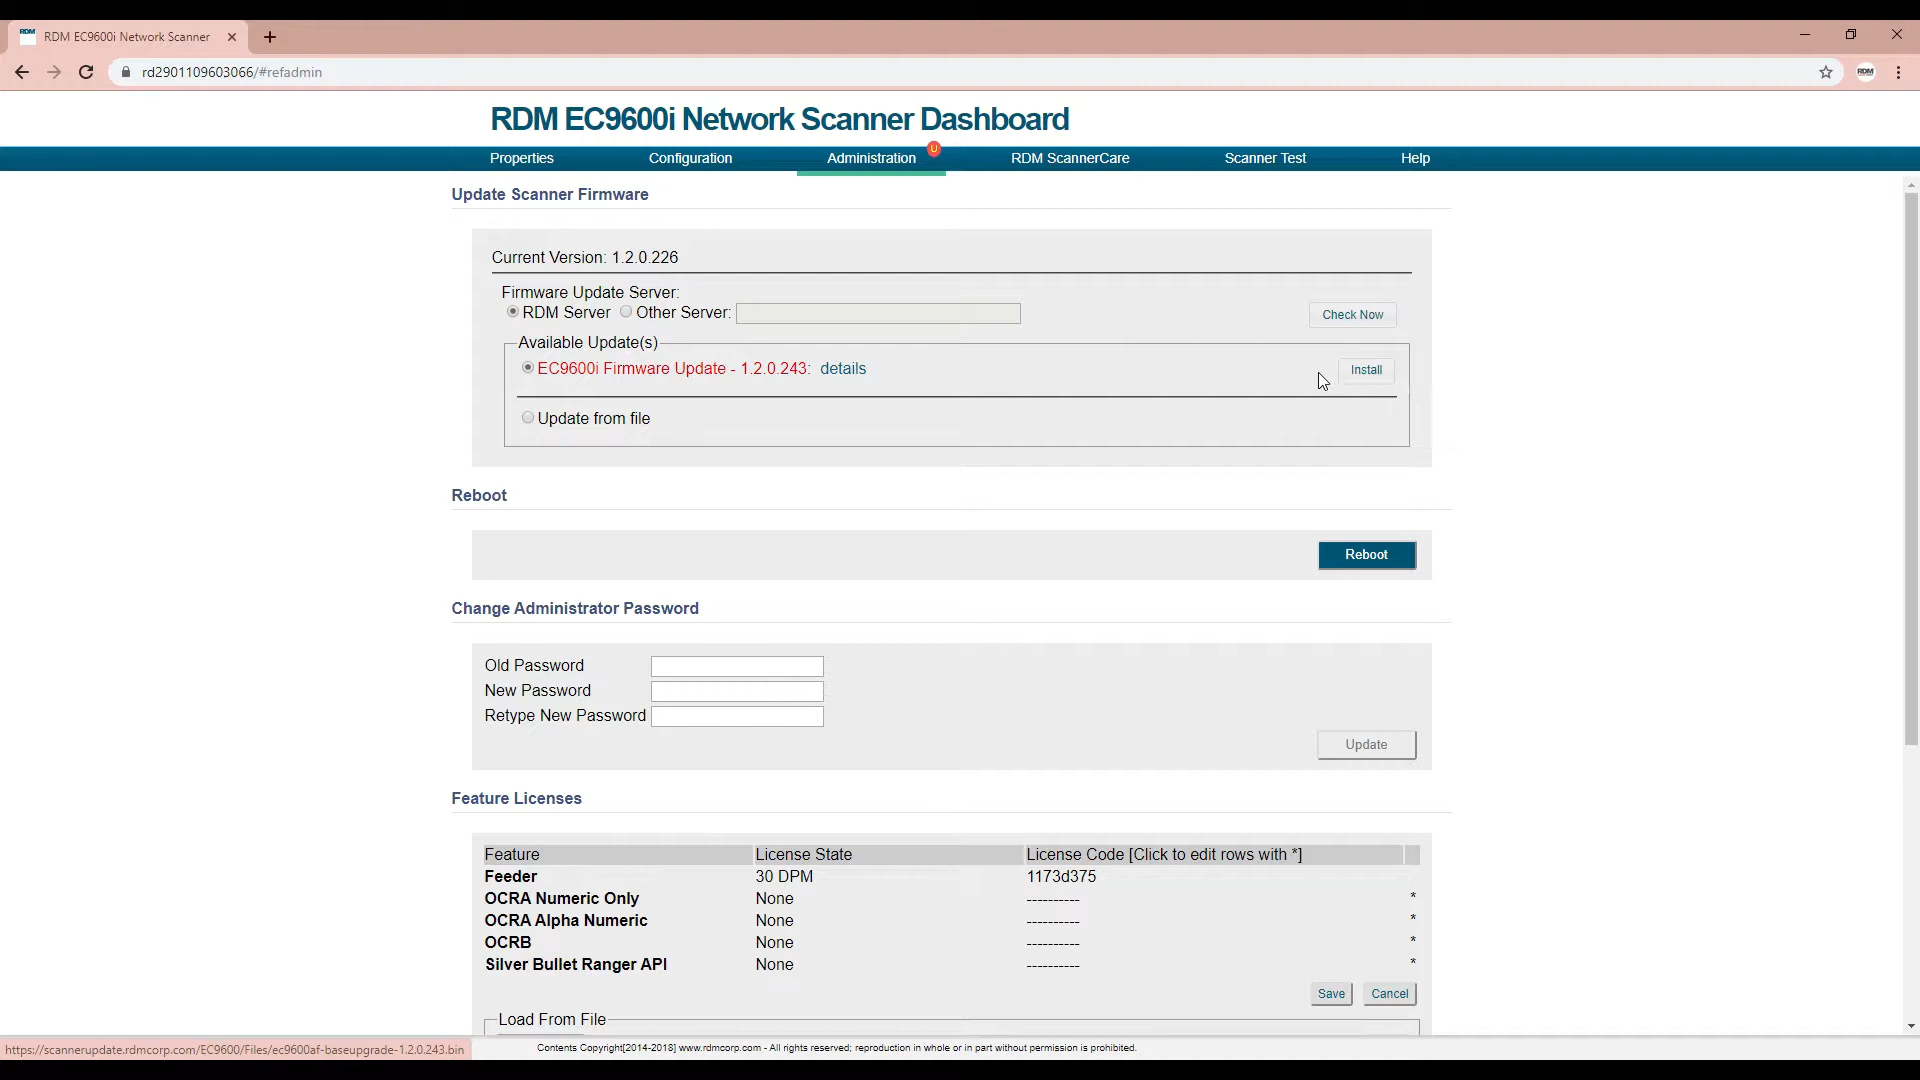 RDM
RDM EC9600i Network Scanner
rd2901109603066/#refadmin
RDM
RDM EC9600i Network Scanner Dashboard
Properties
Configuration
Administration
U
RDM ScannerCare
Scanner Test
Help
Update Scanner Firmware
Current Version: 1.2.0.226
Firmware Update Server:
RDM Server
Other Server:
Check Now
Available Update(s)
EC9600i Firmware Update - 1.2.0.243: details
Install
Update from file
Reboot
Reboot
Change Administrator Password
Old Password
New Password
Retype New Password
Update
Feature Licenses
Feature License State License Code [Click to edit rows with *]
Feeder 30 DPM 1173d375
OCRA Numeric Only None ---------- *
OCRA Alpha Numeric None ---------- *
OCRB None ---------- *
Silver Bullet Ranger API None ---------- *
Save
Cancel
Load From File
https://scannerupdate.rdmcorp.com/EC9600/Files/ec9600af-baseupgrade-1.2.0.243.bin
Contents Copyright[2014-2018] www.rdmcorp.com - All rights reserved; reproduction in whole or in part without permission is prohibited.